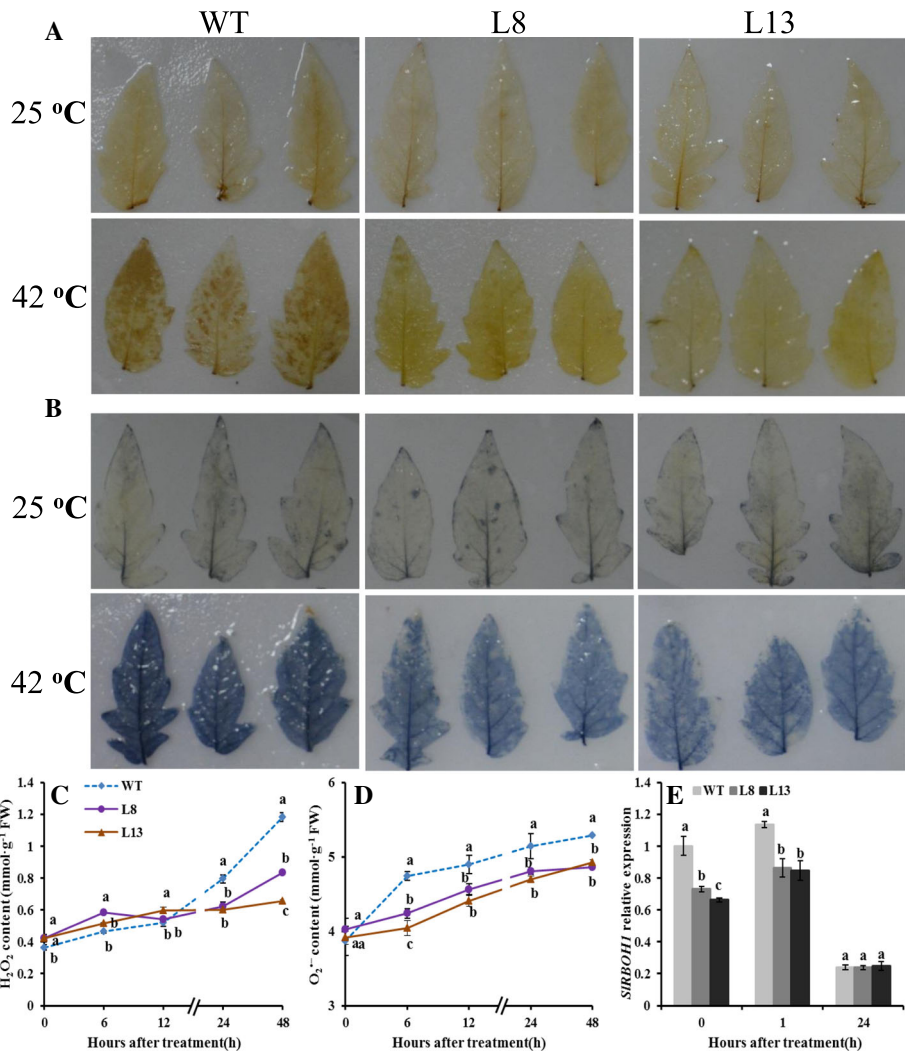 WT L8 L13
A
25 ºC
42 ºC
B
25 ºC
42 ºC
C
H₂O₂ content (mmol·g⁻¹ FW)
1.4
1.2
1
0.8
0.6
0.4
0.2
0
WT
L8
L13
a
a
a
a
a
b
b
b
a
b
b
b
b
c
0 6 12 24 48
Hours after treatment(h)
D
O₂•⁻ content (mmol·g⁻¹ FW)
6
5
4
3
a
a
a
a
a
b
b
b
b
aa
c
b
b
b
0 6 12 24 48
Hours after treatment(h)
E
SlRBOH1 relative expression
1.4
1.2
1
0.8
0.6
0.4
0.2
0
WT L8 L13
a b c
a b b
a a a
0 1 24
Hours after treatment(h)